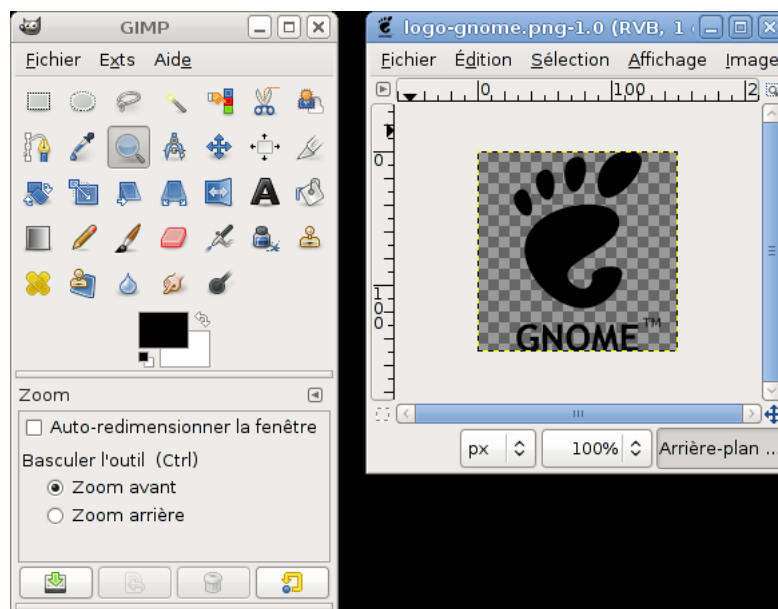 GIMP
Fichier Exts Aide
Zoom
Auto-redimensionner la fenêtre
Basculer l'outil (Ctrl)
Zoom avant
Zoom arrière
logo-gnome.png-1.0 (RVB, 1
Fichier Édition Sélection Affichage Image
0 100 2
0
100
GNOME™
px 100% Arrière-plan ...